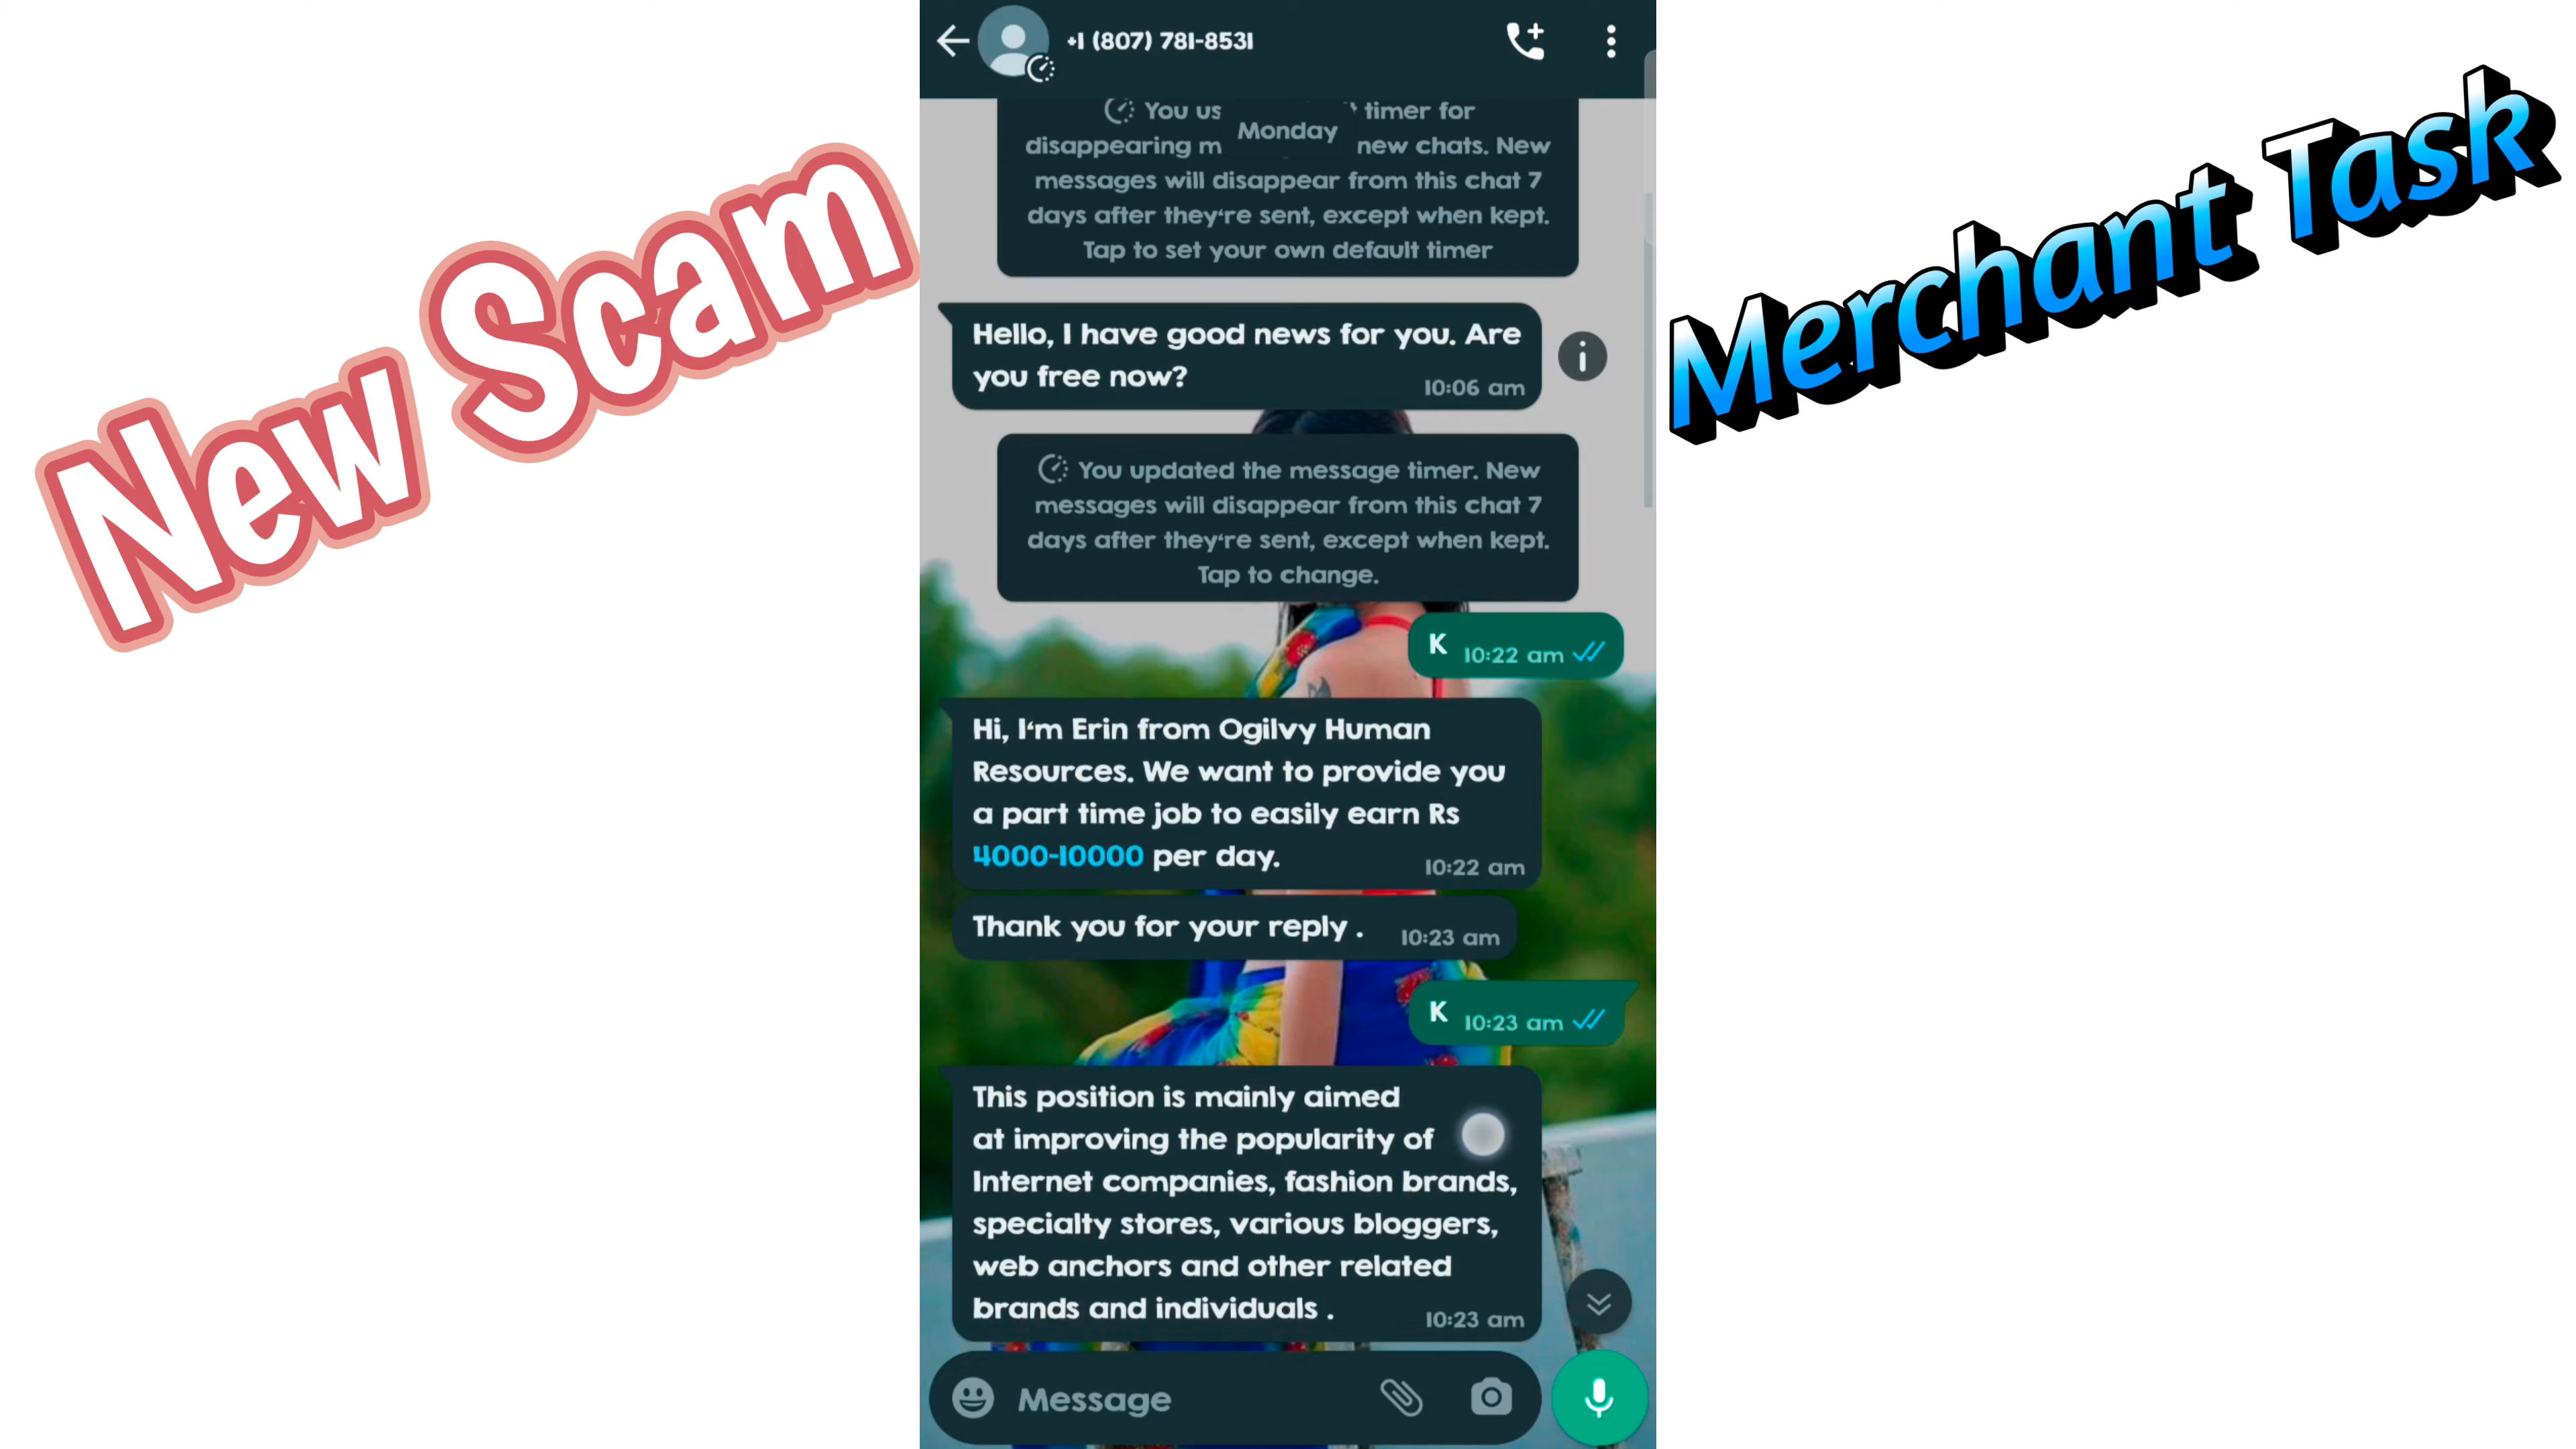 New Scam
Merchant Task
+1 (807) 781-8531
You us
timer for
Monday
disappearing m
new chats. New
messages will disappear from this chat 7
days after they're sent, except when kept.
Tap to set your own default timer
Hello, I have good news for you. Are
you free now?
10:06 am
You updated the message timer. New
messages will disappear from this chat 7
days after they're sent, except when kept.
Tap to change.
K 10:22 am
Hi, I'm Erin from Ogilvy Human
Resources. We want to provide you
a part time job to easily earn Rs
4000-10000 per day.
10:22 am
Thank you for your reply . 10:23 am
K 10:23 am
This position is mainly aimed
at improving the popularity of
Internet companies, fashion brands,
specialty stores, various bloggers,
web anchors and other related
brands and individuals .
10:23 am
Message